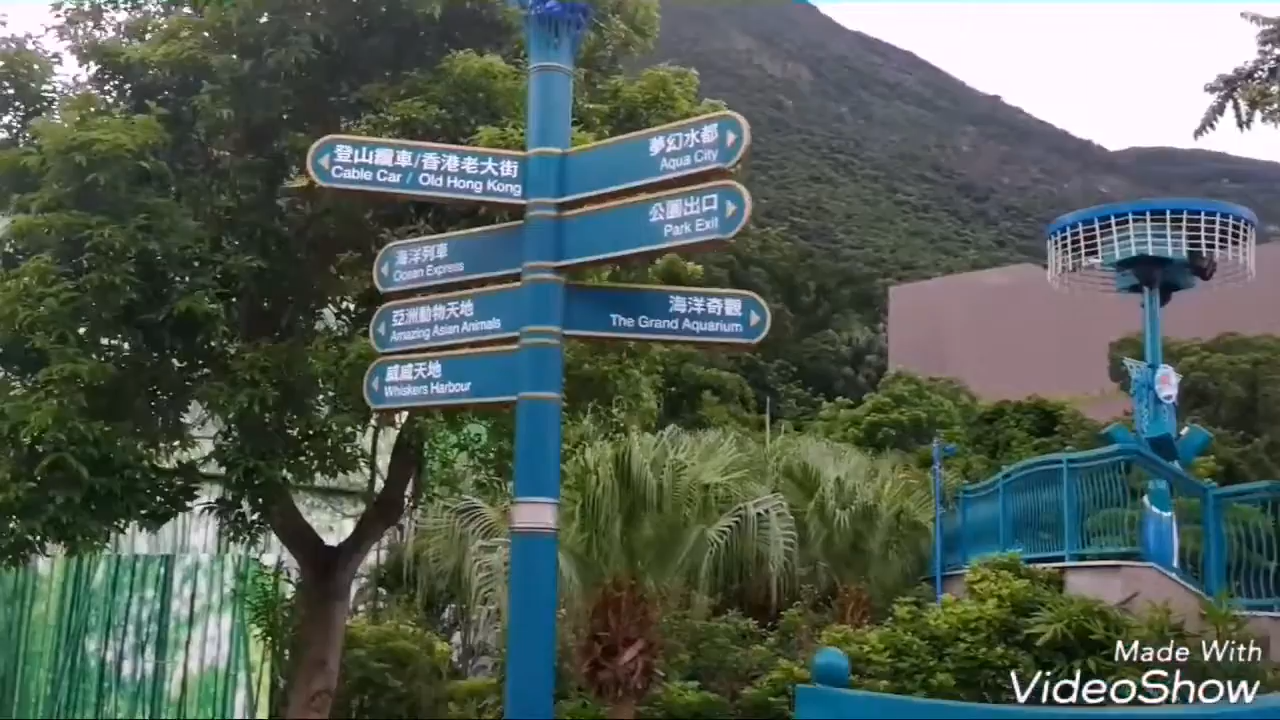 登山纜車/香港老大街
Cable Car / Old Hong Kong
夢幻水都
Aqua City
公園出口
Park Exit
海洋列車
Ocean Express
亞洲動物天地
Amazing Asian Animals
海洋奇觀
The Grand Aquarium
威威天地
Whiskers Harbour
Made With
VideoShow